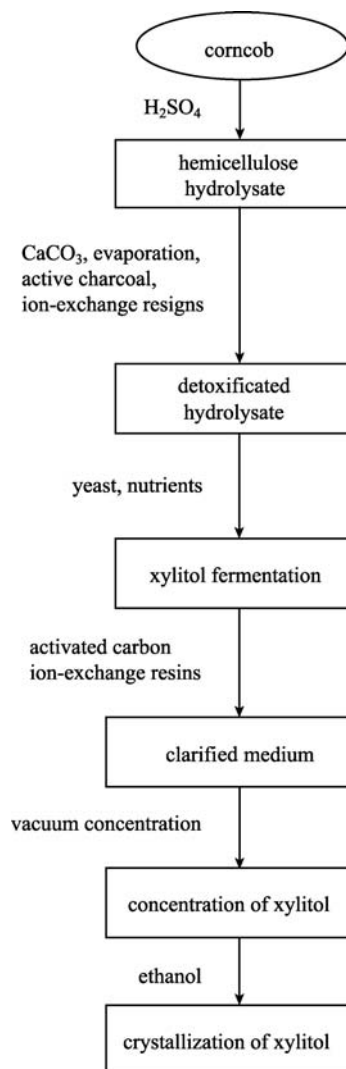 corncob
H₂SO₄
hemicellulose
hydrolysate
CaCO₃, evaporation,
active charcoal,
ion-exchange resigns
detoxificated
hydrolysate
yeast, nutrients
xylitol fermentation
activated carbon
ion-exchange resins
clarified medium
vacuum concentration
concentration of xylitol
ethanol
crystallization of xylitol